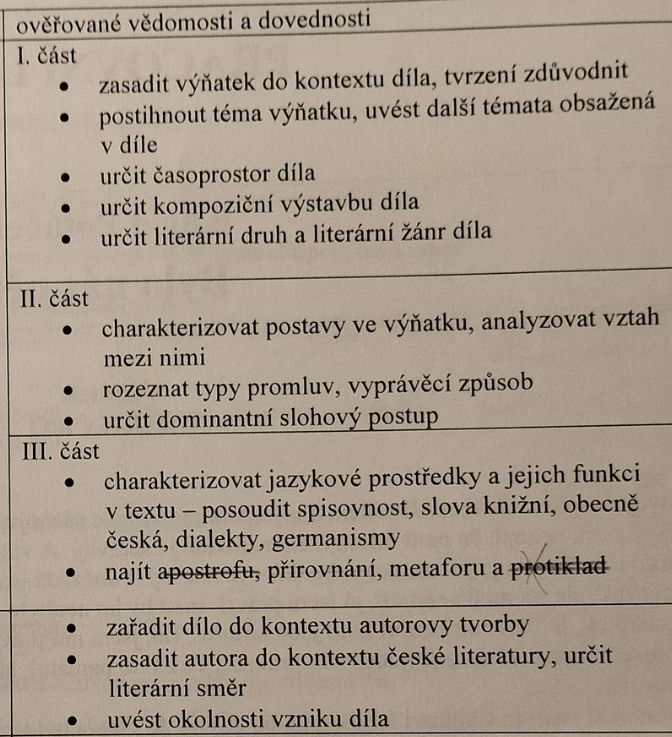 ověřované vědomosti a dovednosti
I. část
• zasadit výňatek do kontextu díla, tvrzení zdůvodnit
• postihnout téma výňatku, uvést další témata obsažená
v díle
• určit časoprostor díla
• určit kompoziční výstavbu díla
• určit literární druh a literární žánr díla
II. část
• charakterizovat postavy ve výňatku, analyzovat vztah
mezi nimi
• rozeznat typy promluv, vyprávěcí způsob
• určit dominantní slohový postup
III. část
• charakterizovat jazykové prostředky a jejich funkci
v textu – posoudit spisovnost, slova knižní, obecně
česká, dialekty, germanismy
• najít apostrofu, přirovnání, metaforu a protiklad
• zařadit dílo do kontextu autorovy tvorby
• zasadit autora do kontextu české literatury, určit
literární směr
• uvést okolnosti vzniku díla